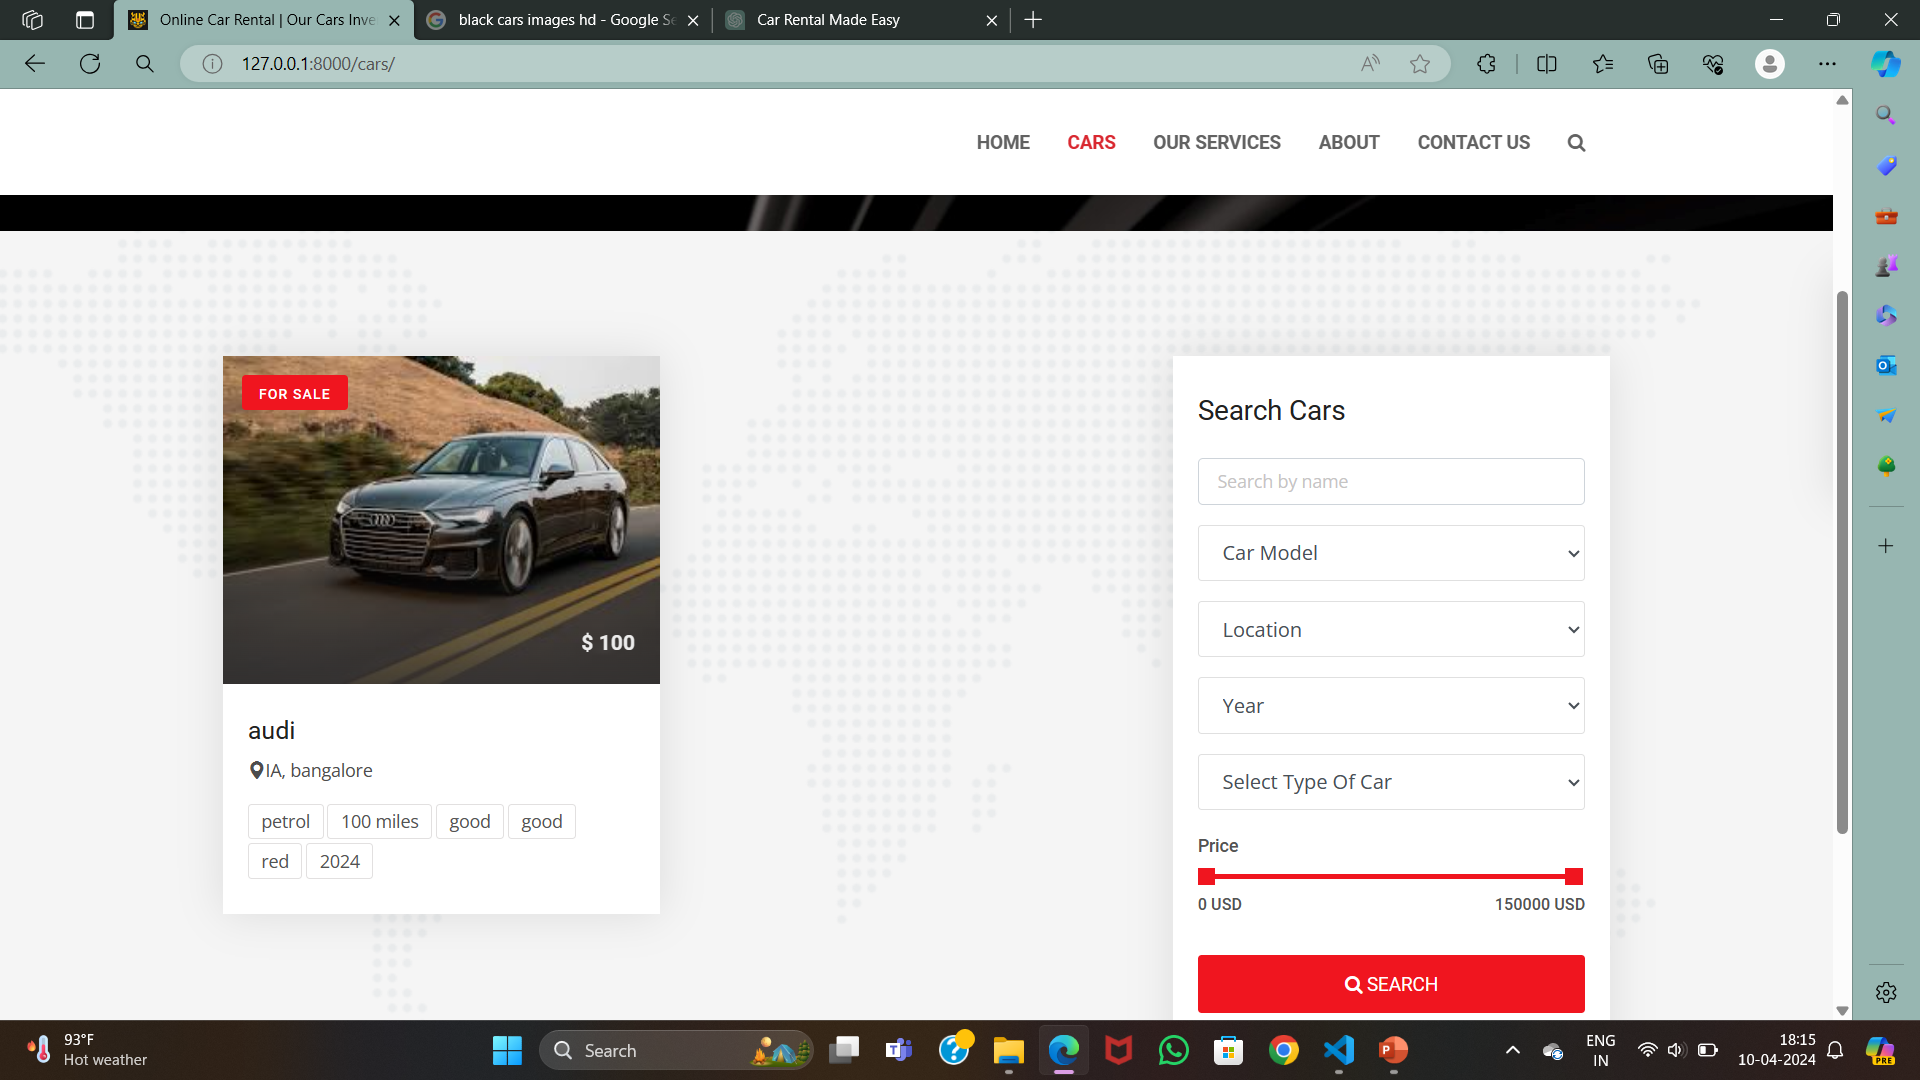 Online Car Rental | Our Cars Inve
black cars images hd - Google Se
Car Rental Made Easy
127.0.0.1:8000/cars/
HOME CARS OUR SERVICES ABOUT CONTACT US
FOR SALE
$ 100
audi
IA, bangalore
petrol 100 miles good good
red 2024
Search Cars
Search by name
Car Model
Location
Year
Select Type Of Car
Price
0 USD 150000 USD
SEARCH
93°F
Hot weather
Search
ENG
IN
18:15
10-04-2024
PRE